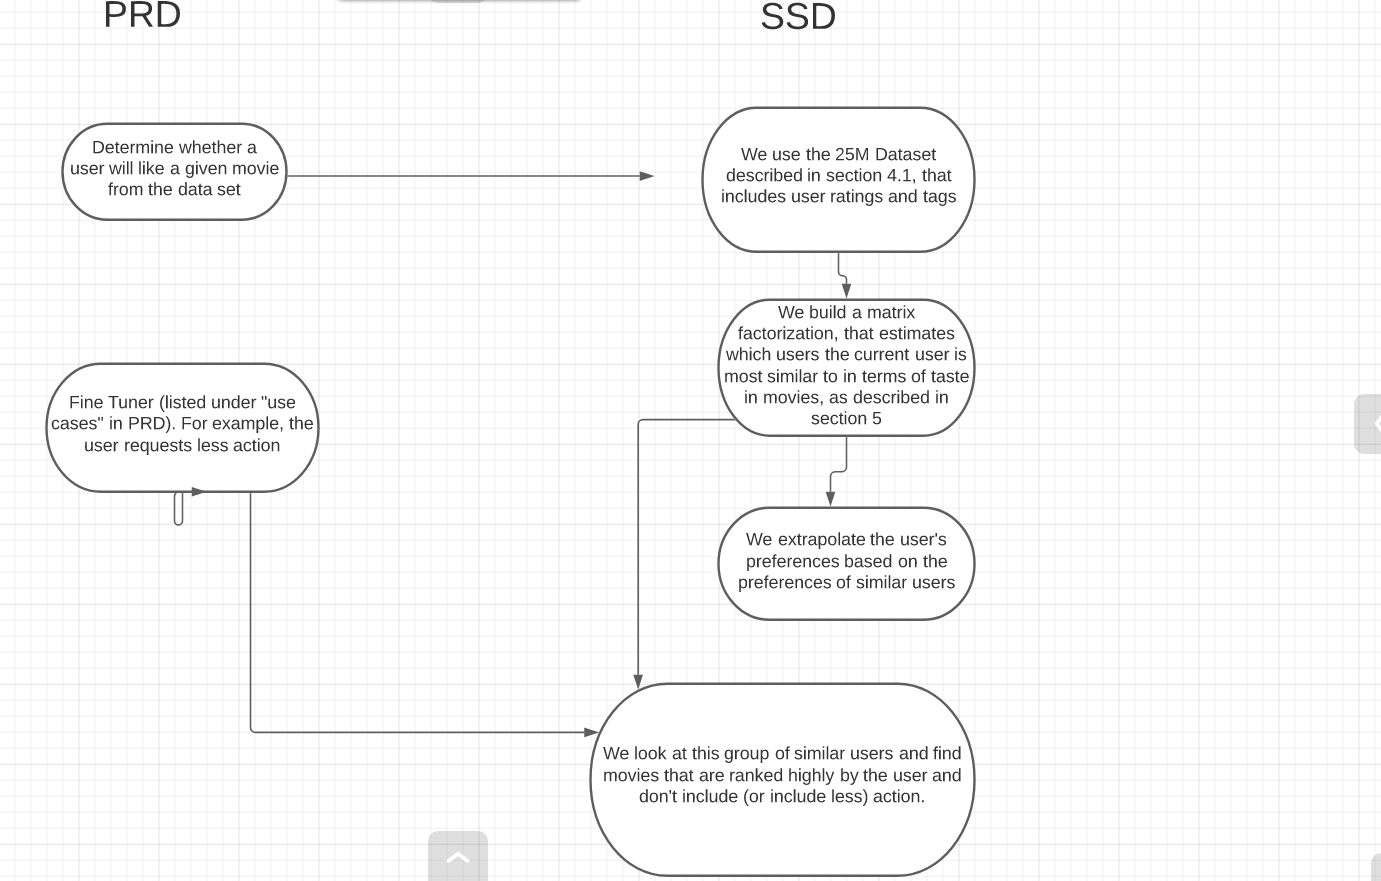 PRD
SSD
Determine whether a
user will like a given movie
from the data set
We use the 25M Dataset
described in section 4.1, that
includes user ratings and tags
We build a matrix
factorization, that estimates
which users the current user is
most similar to in terms of taste
in movies, as described in
section 5
Fine Tuner (listed under "use
cases" in PRD). For example, the
user requests less action
We extrapolate the user's
preferences based on the
preferences of similar users
We look at this group of similar users and find
movies that are ranked highly by the user and
don't include (or include less) action.